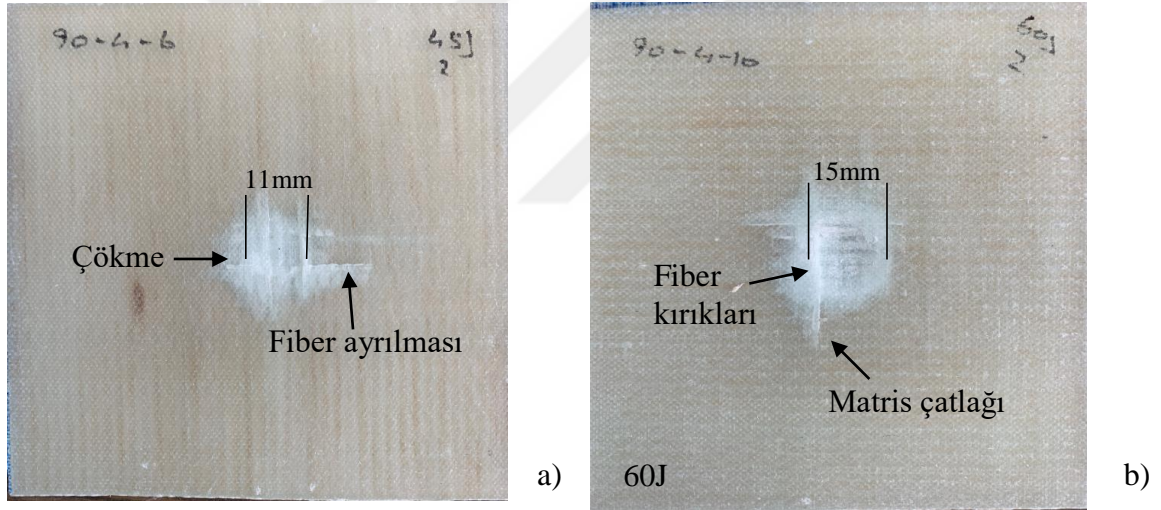 90-4-6
45J
2
11mm
Çökme
Fiber ayrılması
a)
90-4-10
60J
2
15mm
Fiber
kırıkları
Matris çatlağı
60J
b)